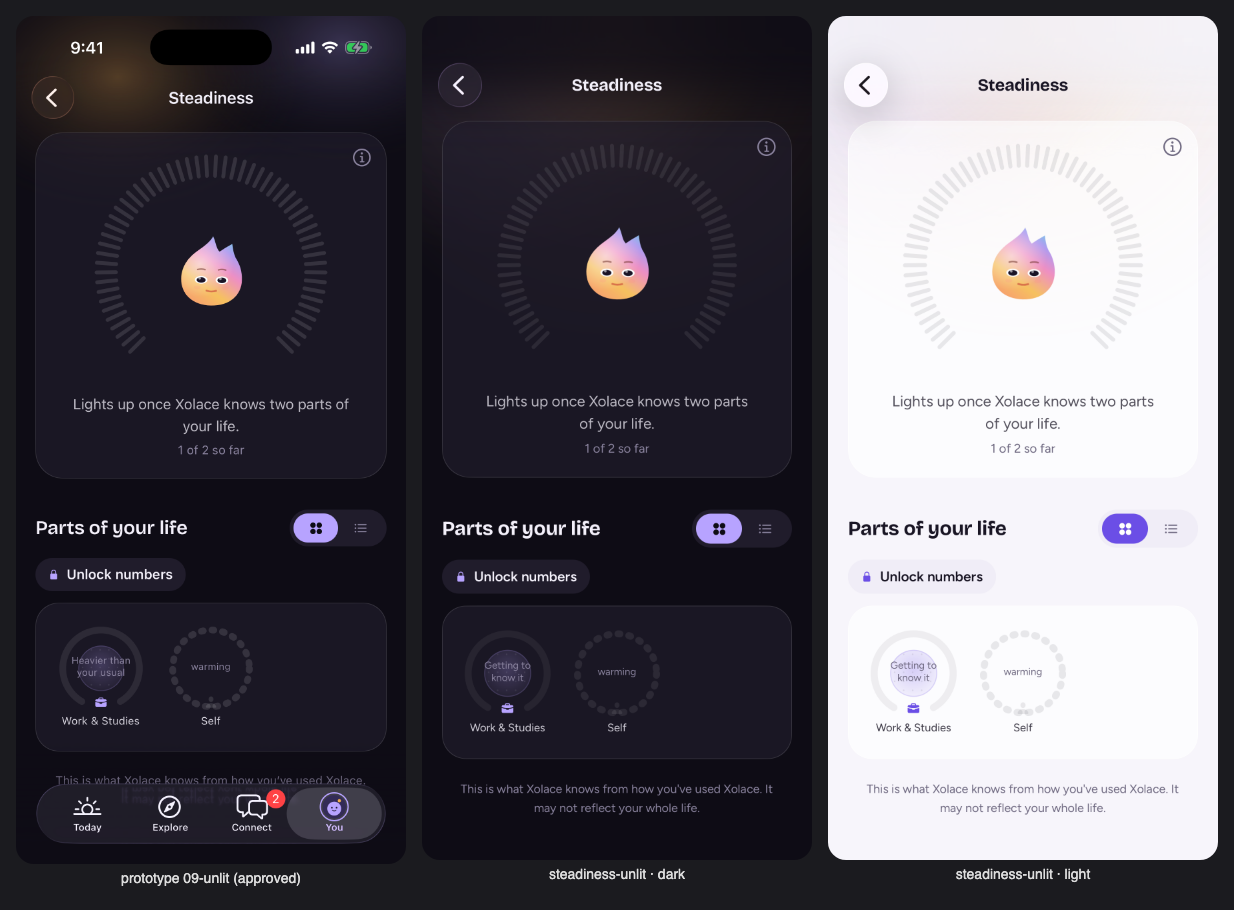 9:41
Steadiness
Lights up once Xolace knows two parts of
your life.
1 of 2 so far
Parts of your life
Unlock numbers
Heavier than
your usual
warming
Work & Studies
Self
This is what Xolace knows from how you've used Xolace.
Today
Explore
2
Connect
You
prototype 09-unlit (approved)
Steadiness
Lights up once Xolace knows two parts
of your life.
1 of 2 so far
Parts of your life
Unlock numbers
Getting to
know it
warming
Work & Studies
Self
This is what Xolace knows from how you've used Xolace. It
may not reflect your whole life.
steadiness-unlit · dark
Steadiness
Lights up once Xolace knows two parts
of your life.
1 of 2 so far
Parts of your life
Unlock numbers
Getting to
know it
warming
Work & Studies
Self
This is what Xolace knows from how you've used Xolace. It
may not reflect your whole life.
steadiness-unlit · light